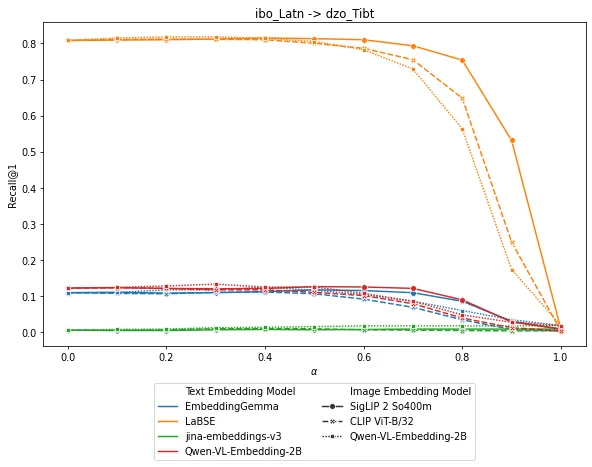 ibo_Latn -> dzo_Tibt
Recall@1
0.8
0.7
0.6
0.5
0.4
0.3
0.2
0.1
0.0
0.0 0.2 0.4 0.6 0.8 1.0
α
Text Embedding Model
EmbeddingGemma
LaBSE
jina-embeddings-v3
Qwen-VL-Embedding-2B
Image Embedding Model
SigLIP 2 So400m
CLIP ViT-B/32
Qwen-VL-Embedding-2B